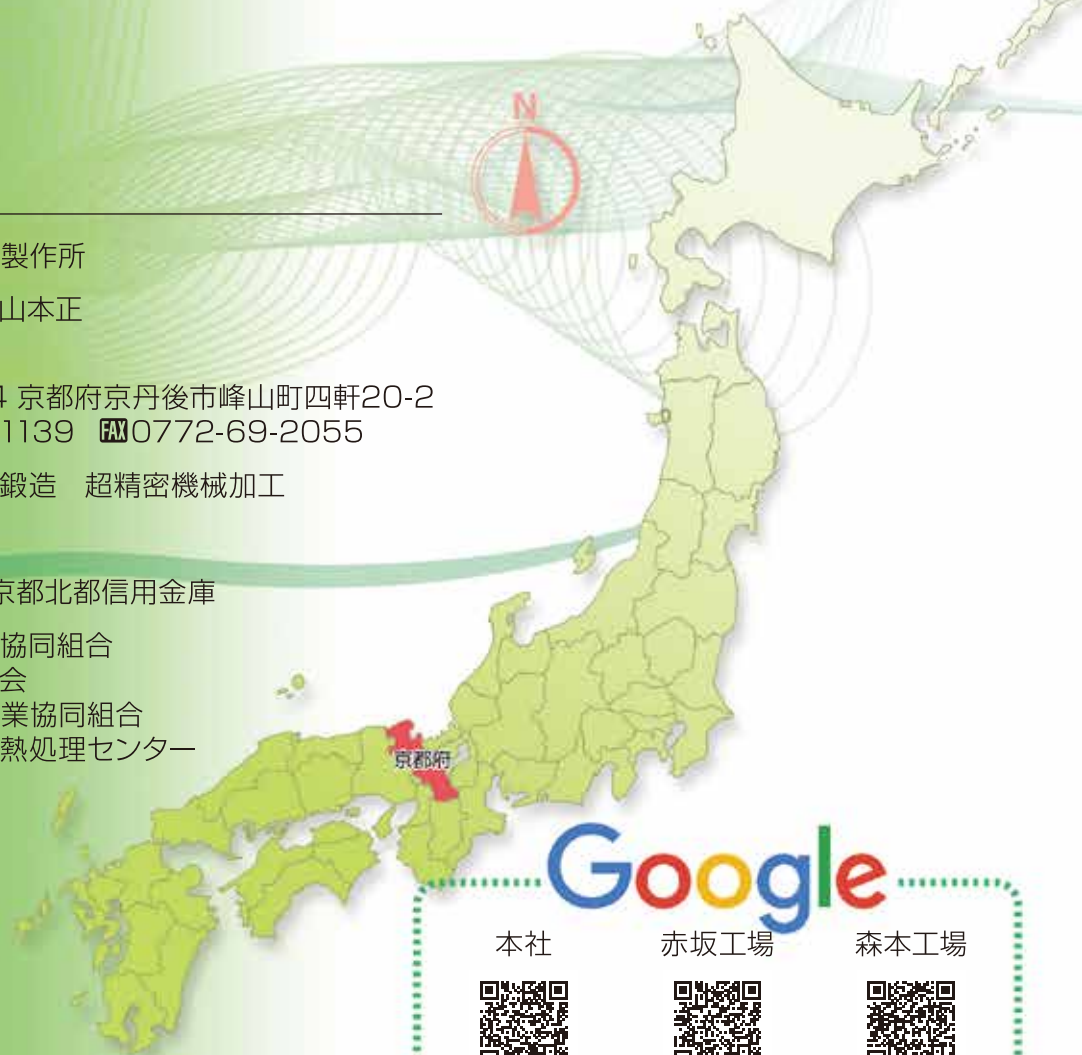 N
製作所
山本正
4 京都府京丹後市峰山町四軒20-2
1139 FAX0772-69-2055
鍛造 超精密機械加工
京都北都信用金庫
協同組合
会
業協同組合
熱処理センター
京都府
Google
本社 赤坂工場 森本工場